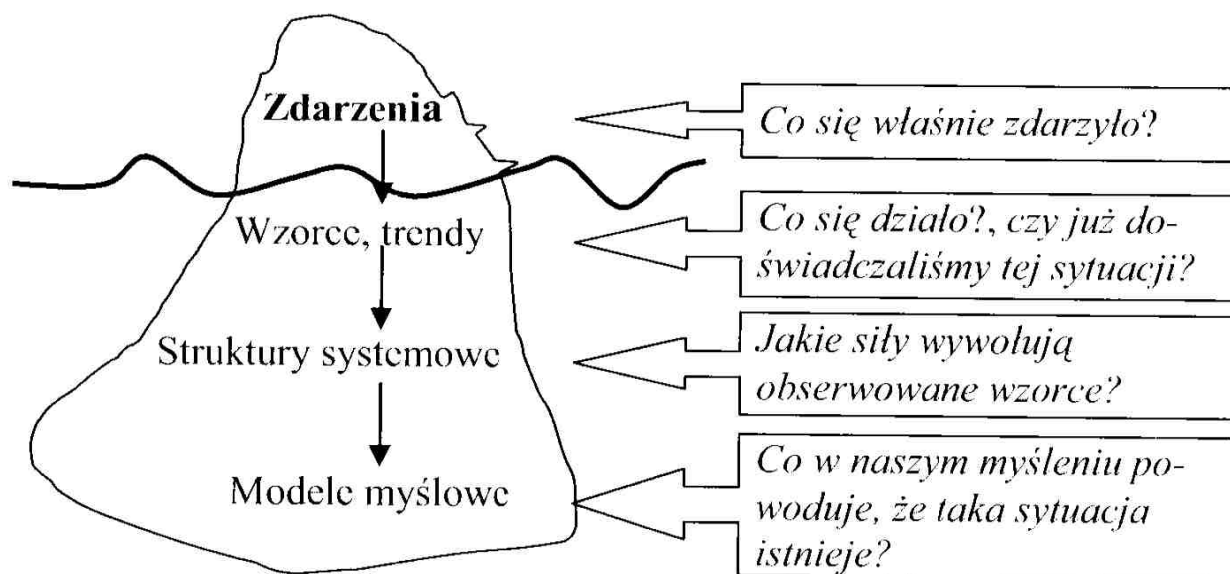 Zdarzenia
Co się właśnie zdarzyło?
Wzorce, trendy
Co się działo?, czy już do-
świadczaliśmy tej sytuacji?
Struktury systemowe
Jakie siły wywołują
obserwowane wzorce?
Modele myślowe
Co w naszym myśleniu po-
woduje, że taka sytuacja
istnieje?